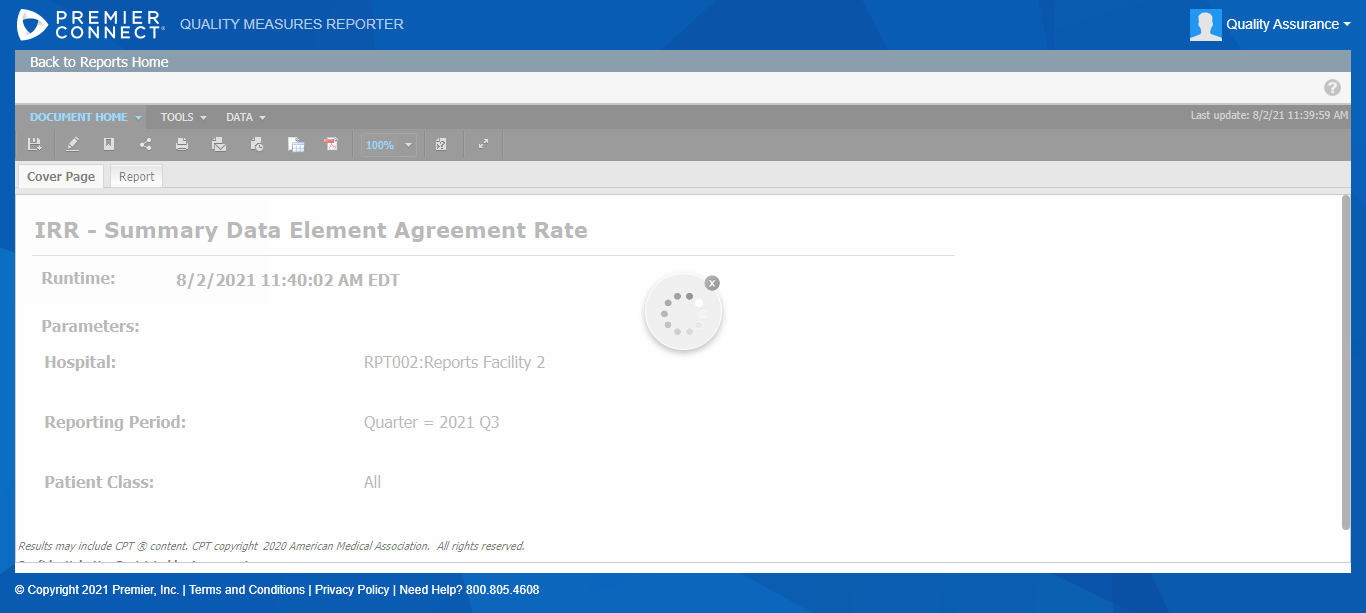 PREMIER CONNECT QUALITY MEASURES REPORTER
Quality Assurance
Back to Reports Home
?
DOCUMENT HOME TOOLS DATA
Last update: 8/2/21 11:39:59 AM
100%
Cover Page Report
IRR - Summary Data Element Agreement Rate
Runtime: 8/2/2021 11:40:02 AM EDT
x
Parameters:
Hospital: RPT002:Reports Facility 2
Reporting Period: Quarter = 2021 Q3
Patient Class: All
Results may include CPT ® content. CPT copyright 2020 American Medical Association. All rights reserved.
© Copyright 2021 Premier, Inc. | Terms and Conditions | Privacy Policy | Need Help? 800.805.4608